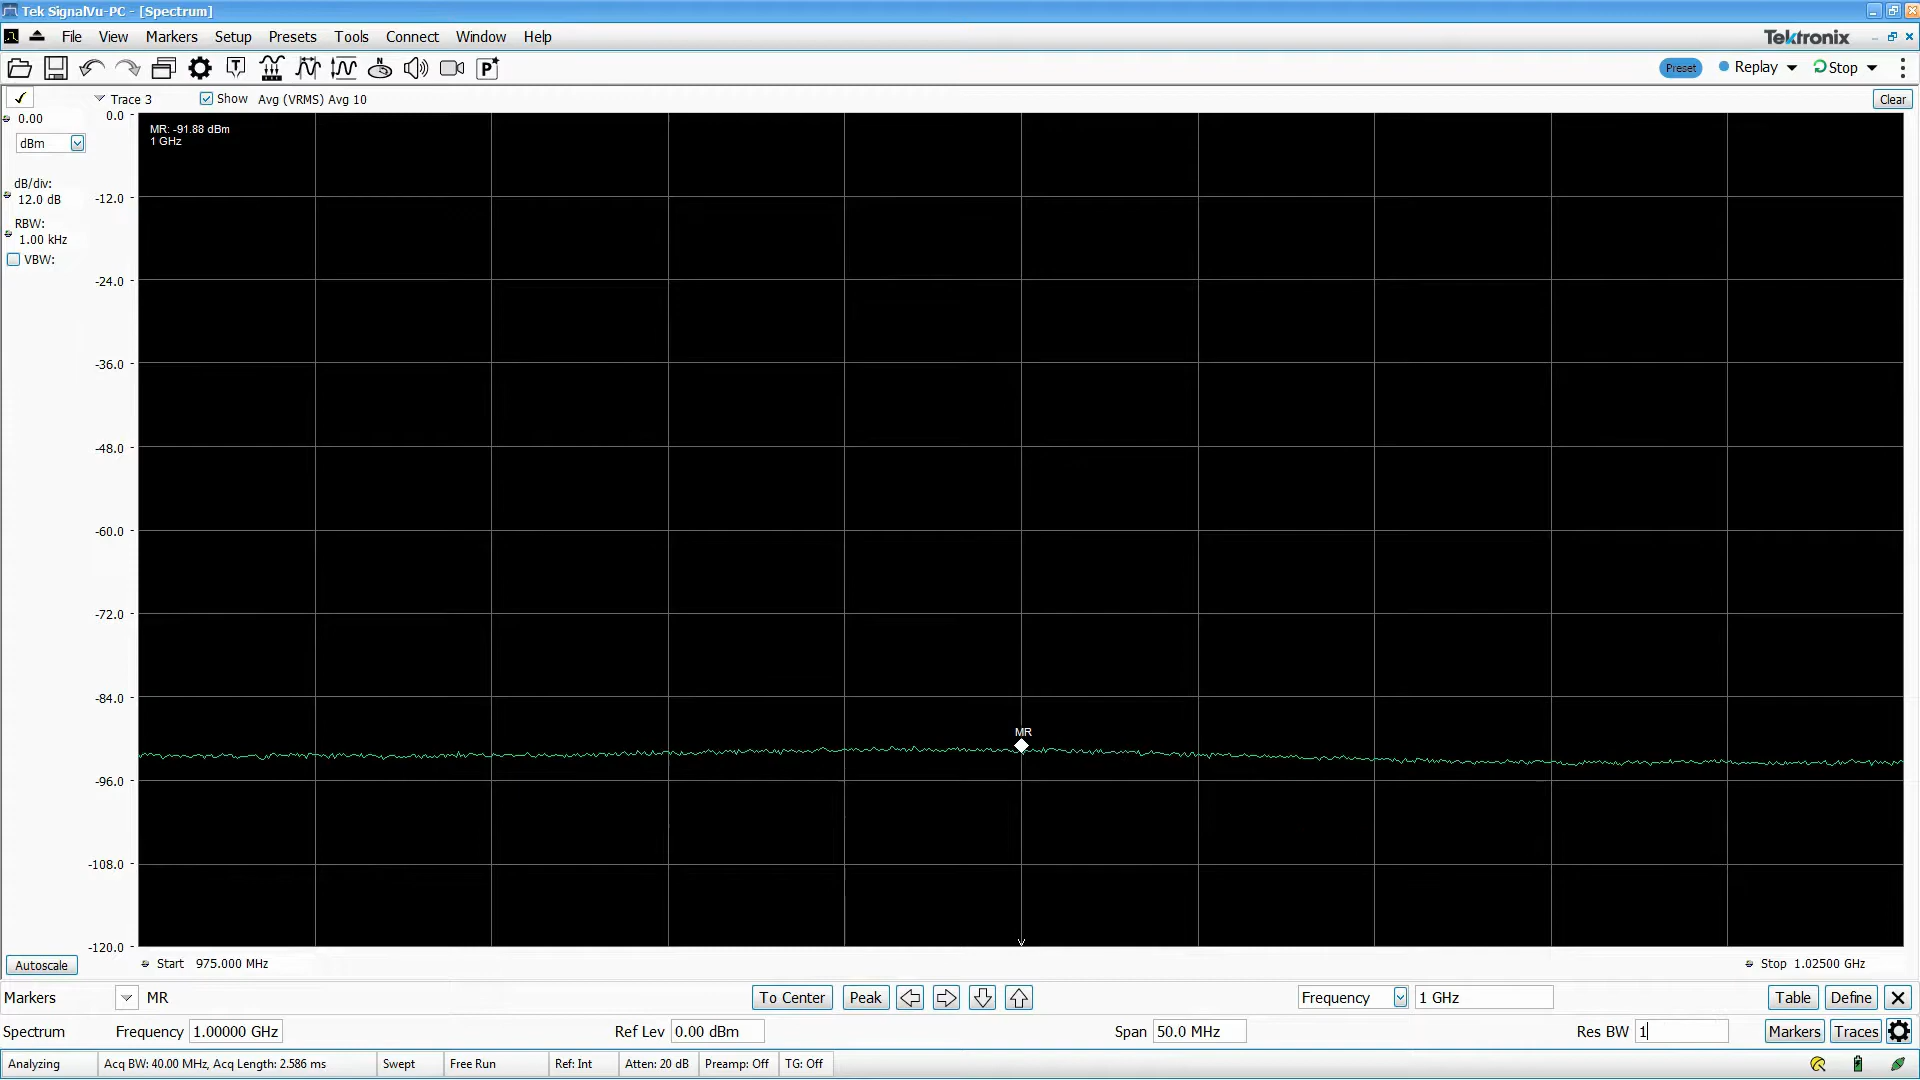 Tek SignalVu-PC - [Spectrum]
File View Markers Setup Presets Tools Connect Window Help
Tektronix
Preset Replay Stop
Trace 3 Show Avg (VRMS) Avg 10 Clear
0.00
dBm
dB/div:
12.0 dB
RBW:
1.00 kHz
VBW:
0.0
-12.0
-24.0
-36.0
-48.0
-60.0
-72.0
-84.0
-96.0
-108.0
-120.0
MR: -91.88 dBm
1 GHz
MR
Autoscale Start 975.000 MHz Stop 1.02500 GHz
Markers MR To Center Peak Frequency 1 GHz Table Define
Spectrum Frequency 1.00000 GHz Ref Lev 0.00 dBm Span 50.0 MHz Res BW 1 Markers Traces
Analyzing Acq BW: 40.00 MHz, Acq Length: 2.586 ms Swept Free Run Ref: Int Atten: 20 dB Preamp: Off TG: Off